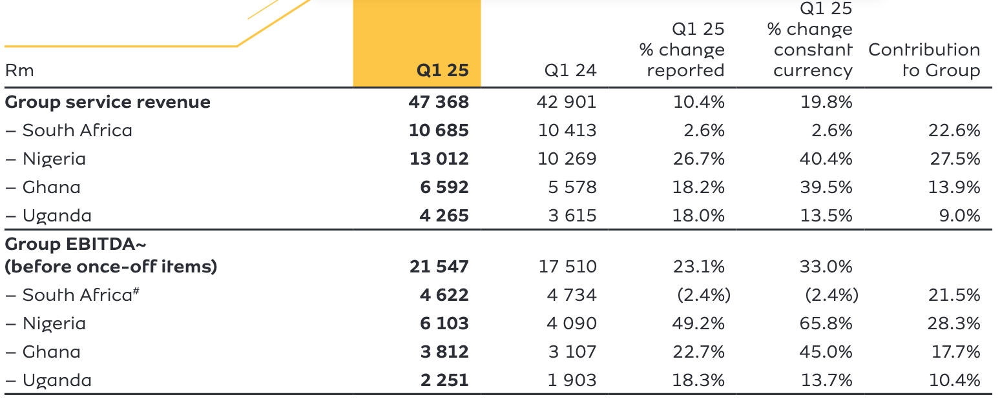 Rm Q1 25 Q1 24 Q1 25 % change reported Q1 25 % change constant currency Contribution to Group
Group service revenue 47 368 42 901 10.4% 19.8%
– South Africa 10 685 10 413 2.6% 2.6% 22.6%
– Nigeria 13 012 10 269 26.7% 40.4% 27.5%
– Ghana 6 592 5 578 18.2% 39.5% 13.9%
– Uganda 4 265 3 615 18.0% 13.5% 9.0%
Group EBITDA~
(before once-off items) 21 547 17 510 23.1% 33.0%
– South Africa# 4 622 4 734 (2.4%) (2.4%) 21.5%
– Nigeria 6 103 4 090 49.2% 65.8% 28.3%
– Ghana 3 812 3 107 22.7% 45.0% 17.7%
– Uganda 2 251 1 903 18.3% 13.7% 10.4%